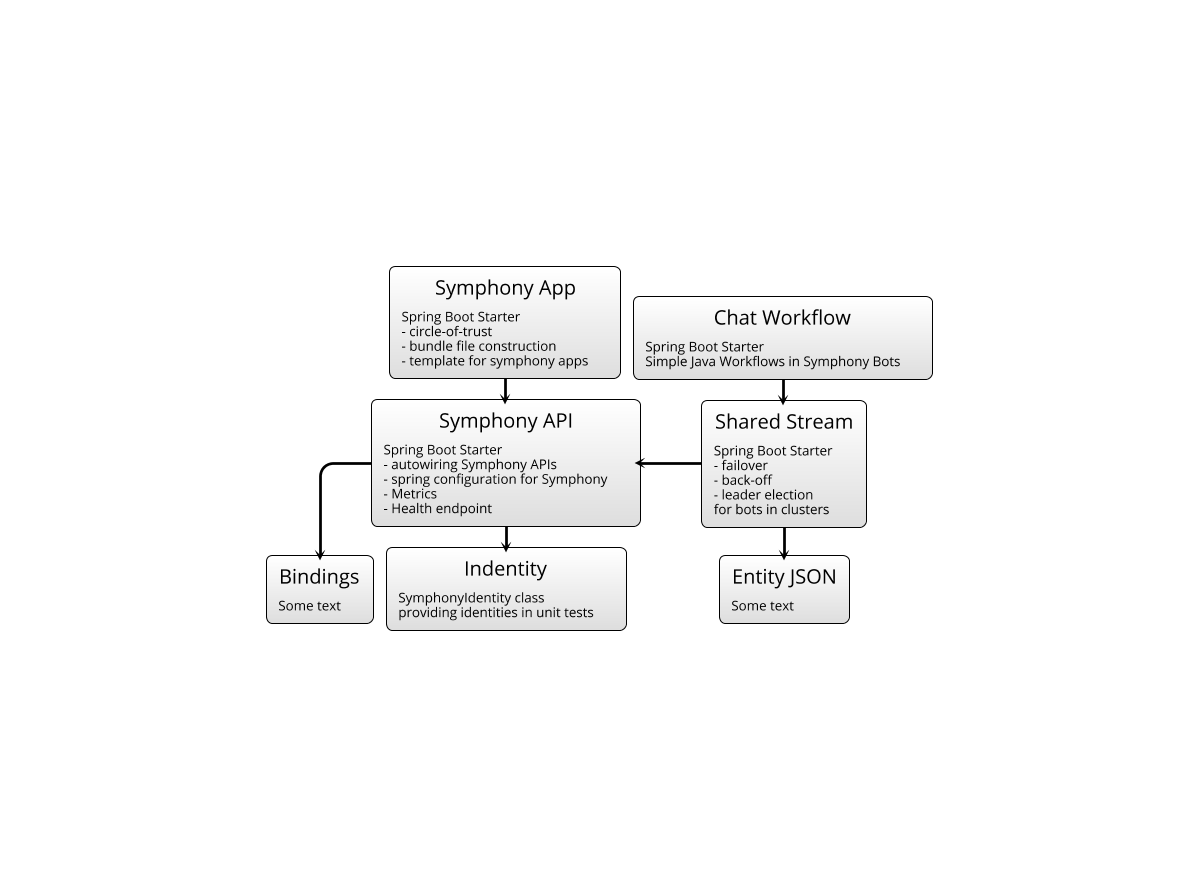 Symphony App
Spring Boot Starter
- circle-of-trust
- bundle file construction
- template for symphony apps
Chat Workflow
Spring Boot Starter
Simple Java Workflows in Symphony Bots
Symphony API
Spring Boot Starter
- autowiring Symphony APIs
- spring configuration for Symphony
- Metrics
- Health endpoint
Shared Stream
Spring Boot Starter
- failover
- back-off
- leader election
for bots in clusters
Bindings
Some text
Indentity
SymphonyIdentity class
providing identities in unit tests
Entity JSON
Some text